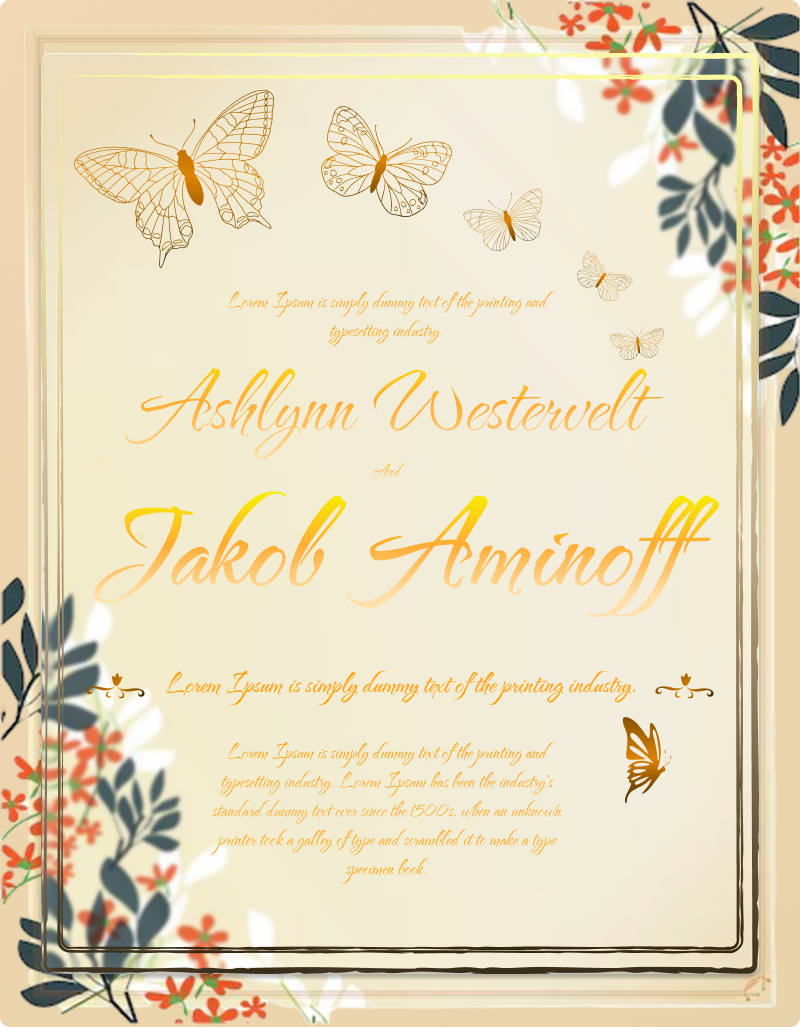 Lorem Ipsum is simply dummy text of the printing and
typesetting industry.
Ashlynn Westervelt
And
Jakob Aminoff
Lorem Ipsum is simply dummy text of the printing industry.
Lorem Ipsum is simply dummy text of the printing and
typesetting industry. Lorem Ipsum has been the industry's
standard dummy text ever since the 1500s, when an unknown
printer took a galley of type and scrambled it to make a type
specimen book.